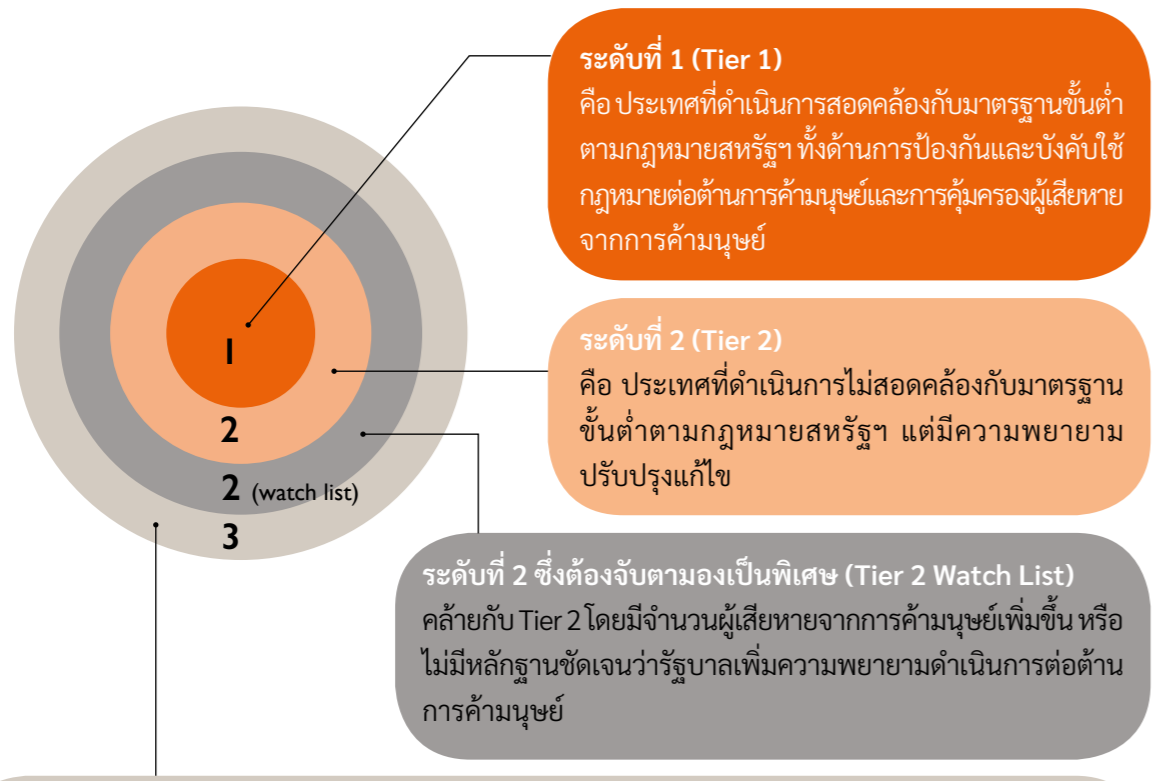 ระดับที่ 1 (Tier 1)
คือ ประเทศที่ดำเนินการสอดคล้องกับมาตรฐานขั้นต่ำ
ตามกฎหมายสหรัฐฯ ทั้งด้านการป้องกันและบังคับใช้
กฎหมายต่อต้านการค้ามนุษย์และการคุ้มครองผู้เสียหาย
จากการค้ามนุษย์
1
2
2 (watch list)
3
ระดับที่ 2 (Tier 2)
คือ ประเทศที่ดำเนินการไม่สอดคล้องกับมาตรฐาน
ขั้นต่ำตามกฎหมายสหรัฐฯ แต่มีความพยายาม
ปรับปรุงแก้ไข
ระดับที่ 2 ซึ่งต้องจับตามองเป็นพิเศษ (Tier 2 Watch List)
คล้ายกับ Tier 2 โดยมีจำนวนผู้เสียหายจากการค้ามนุษย์เพิ่มขึ้น หรือ
ไม่มีหลักฐานชัดเจนว่ารัฐบาลเพิ่มความพยายามดำเนินการต่อต้าน
การค้ามนุษย์